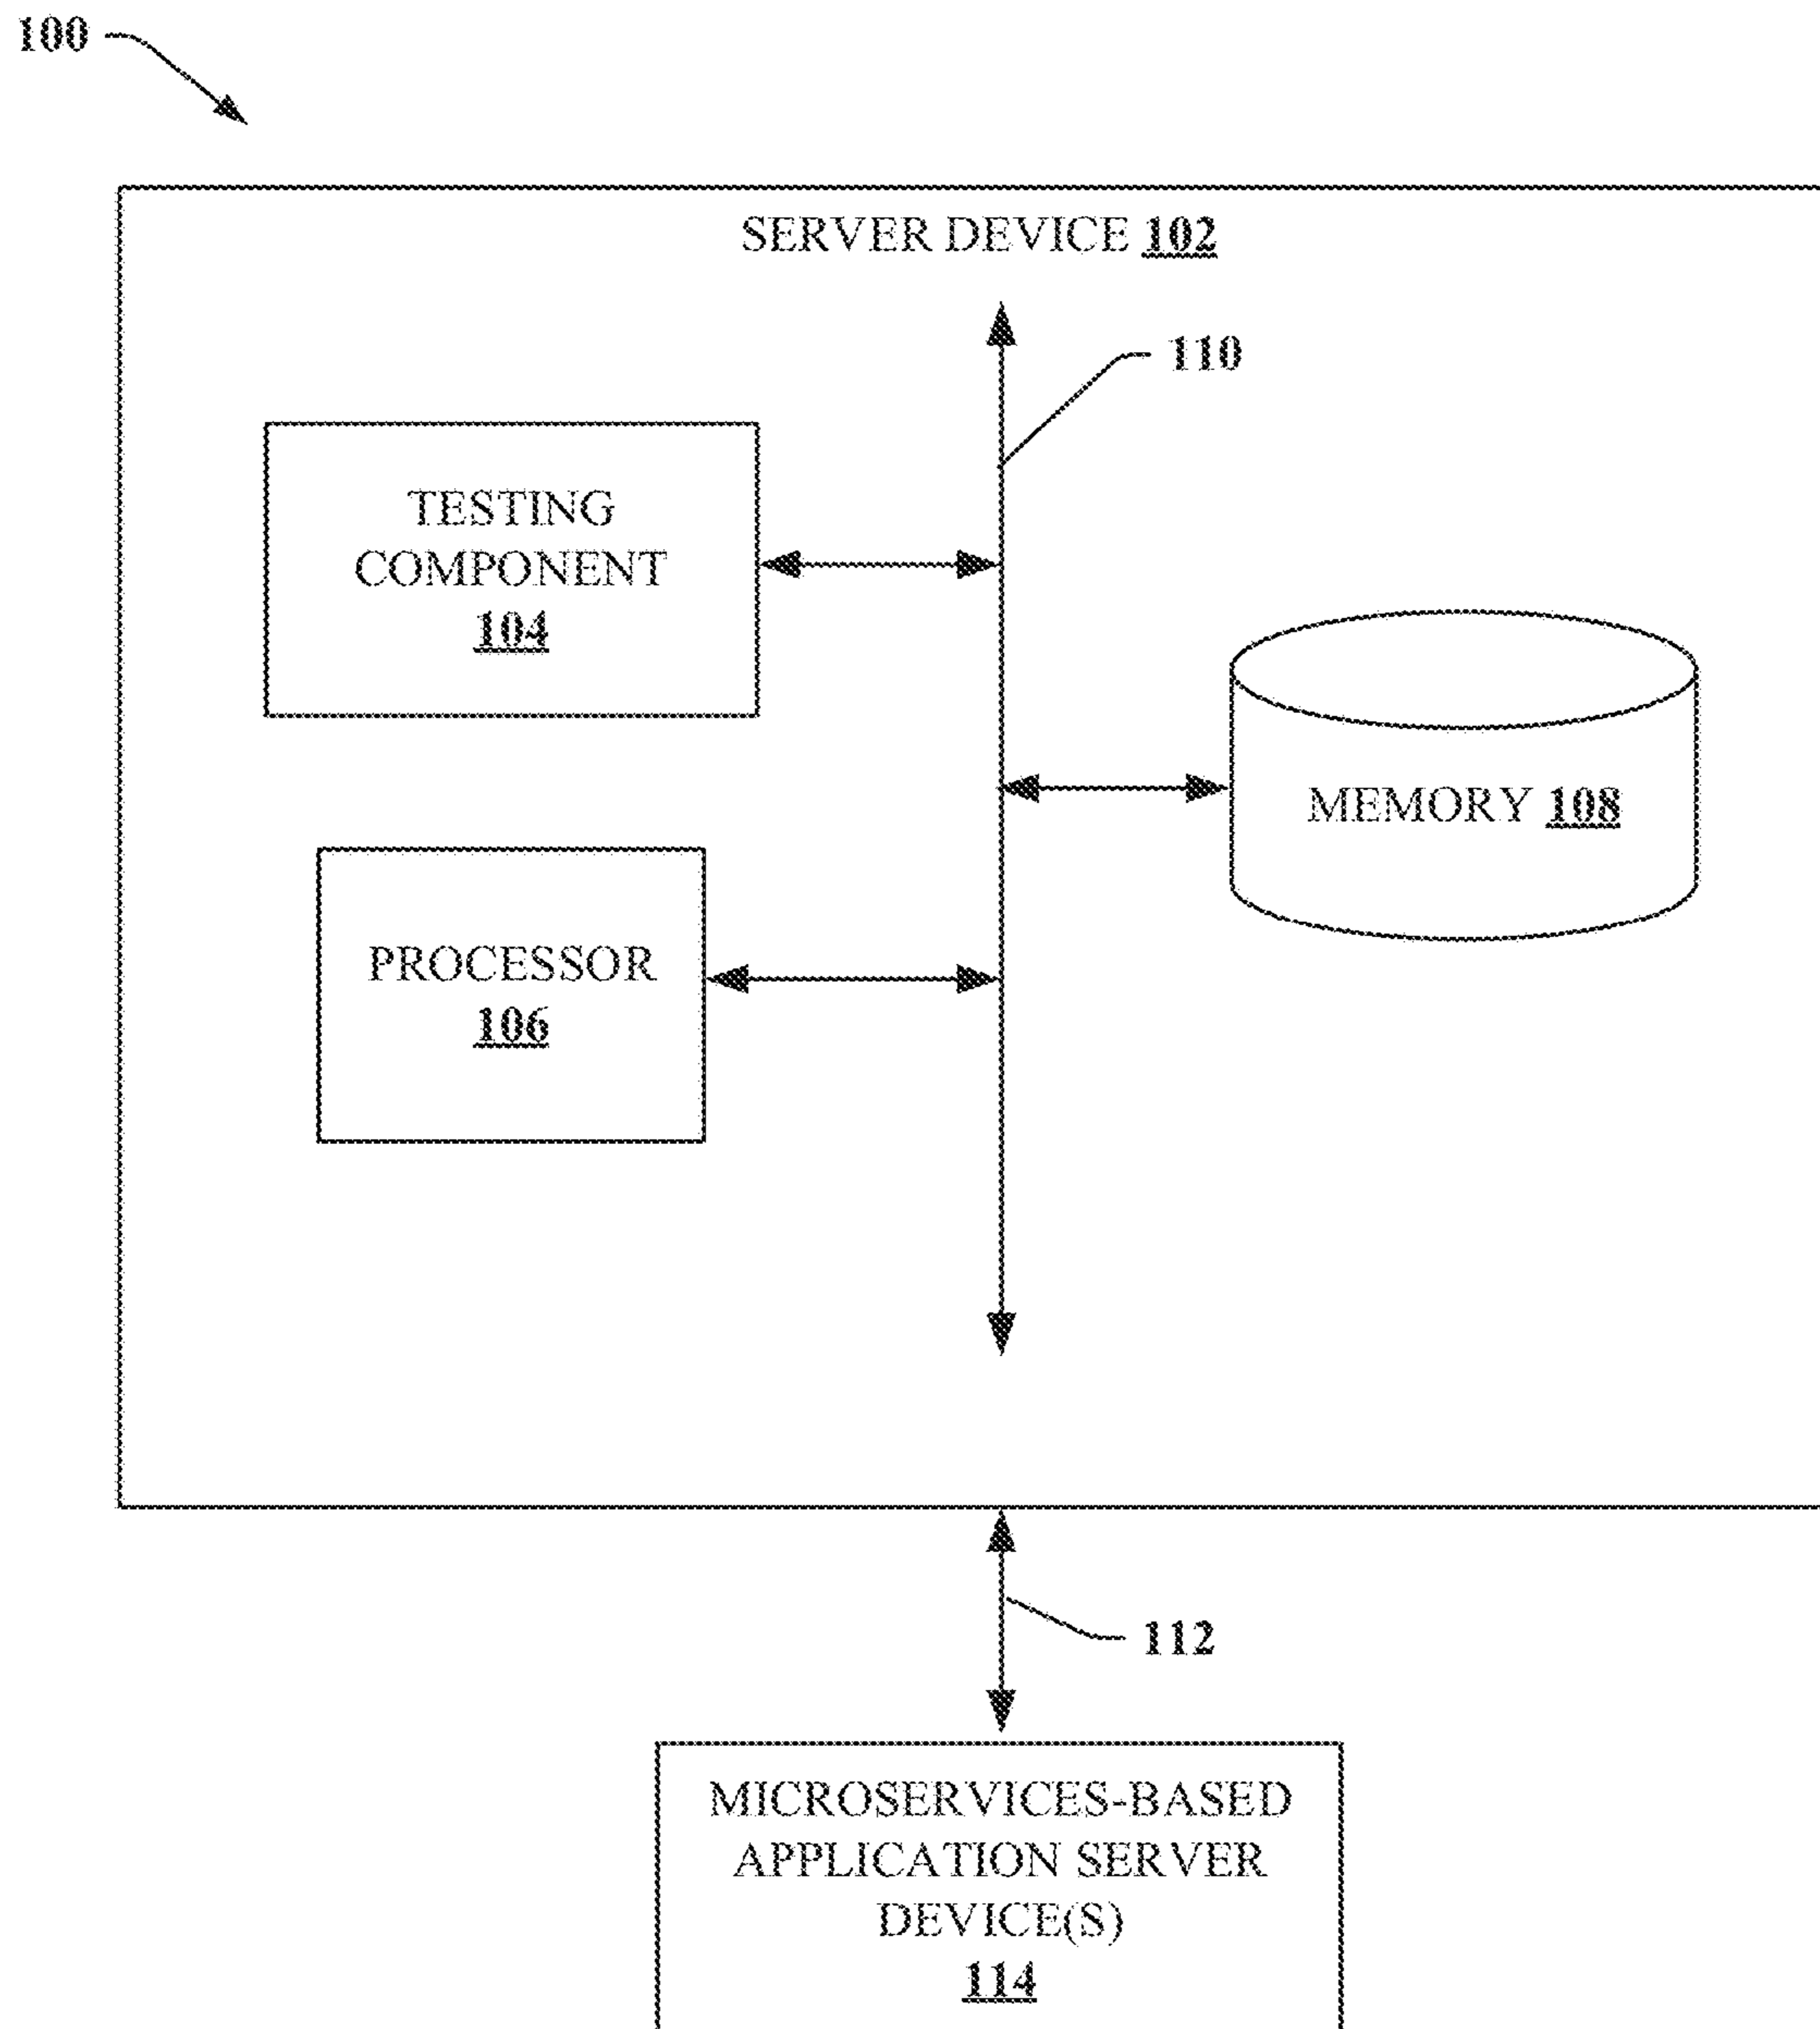 100
SERVER DEVICE 102
110
TESTING
COMPONENT
104
MEMORY 108
PROCESSOR
106
112
MICROSERVICES-BASED
APPLICATION SERVER
DEVICE(S)
114